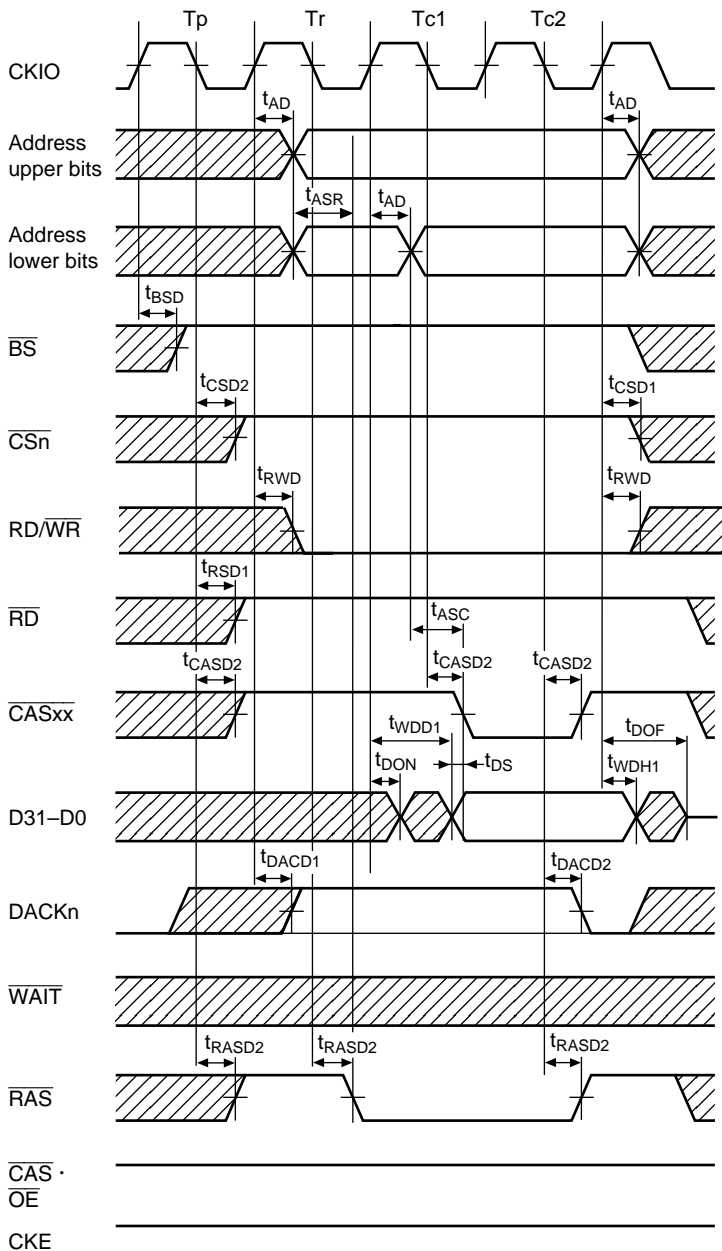 Tp Tr Tc1 Tc2
CKIO
tAD tAD
Address
upper bits
tASR tAD
Address
lower bits
tBSD
BS
tCSD2 tCSD1
CSn
tRWD tRWD
RD/WR
tRSD1
RD
tASC
tCASD2 tCASD2 tCASD2
CASxx
tWDD1 tDOF
tDON tDS tWDH1
D31–D0
tDACD1 tDACD2
DACKn
WAIT
tRASD2 tRASD2 tRASD2
RAS
CAS ·
OE
CKE